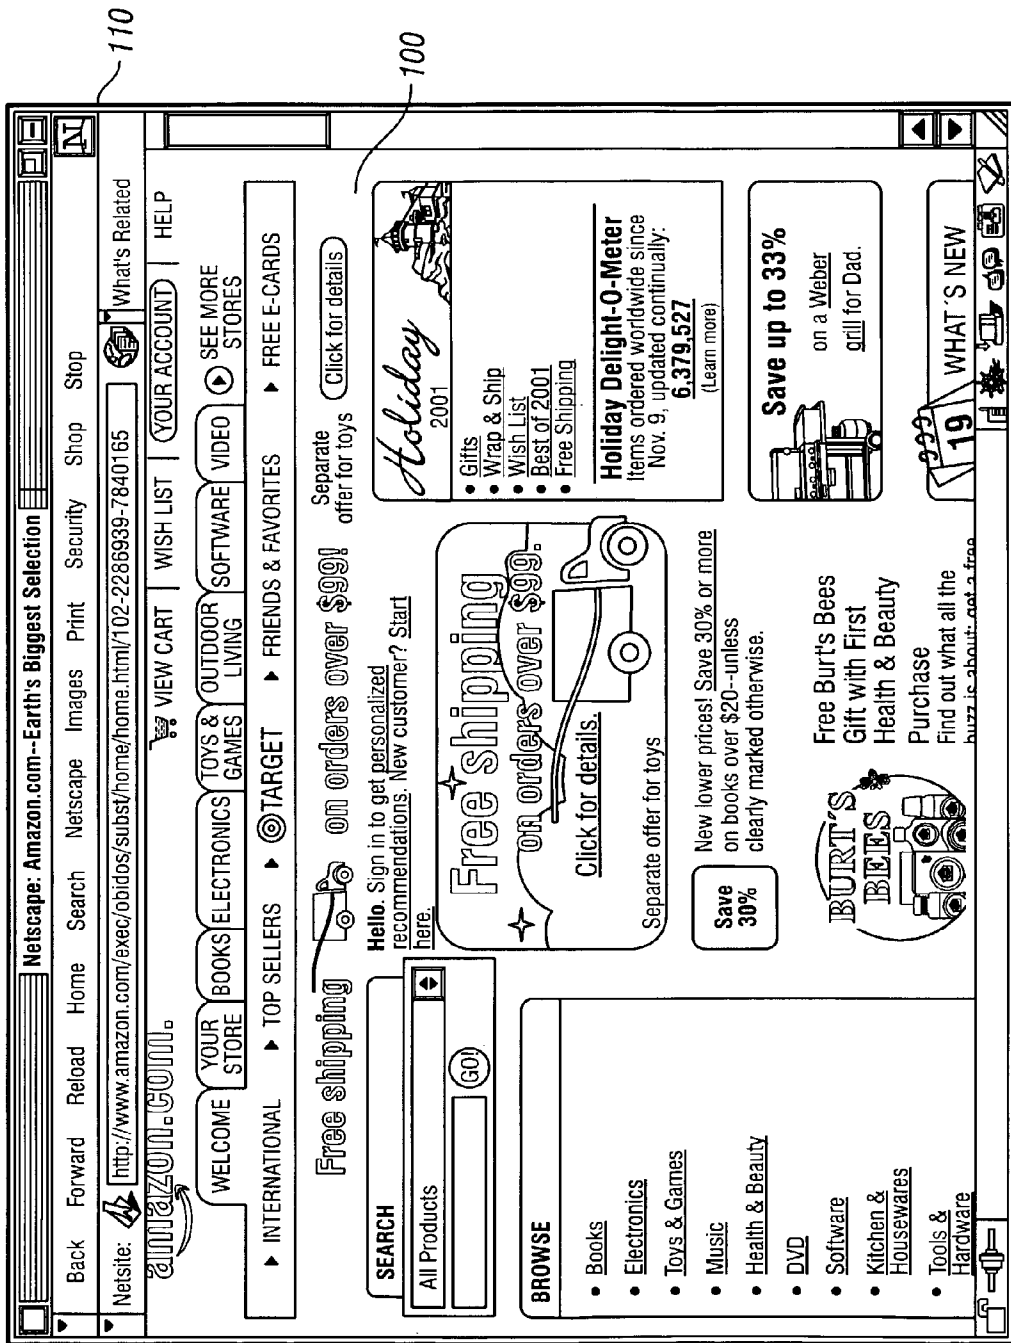 Netscape: Amazon.com--Earth's Biggest Selection
Back Forward Reload Home Search Netscape Images Print Security Shop Stop
N
Netsite: http://www.amazon.com/exec/obidos/subst/home/home.html/102-2286939-7840165 What's Related
110
amazon.com.
VIEW CART | WISH LIST | YOUR ACCOUNT | HELP
WELCOME
YOUR STORE
BOOKS
ELECTRONICS
TOYS & GAMES
OUTDOOR LIVING
SOFTWARE
VIDEO
SEE MORE STORES
INTERNATIONAL TOP SELLERS TARGET FRIENDS & FAVORITES FREE E-CARDS
Free shipping on orders over $99!
Separate offer for toys
Click for details
100
SEARCH
All Products
GO!
BROWSE
• Books
• Electronics
• Toys & Games
• Music
• Health & Beauty
• DVD
• Software
• Kitchen &
Housewares
• Tools &
Hardware
Hello. Sign in to get personalized
recommendations. New customer? Start
here.
Free shipping
on orders over $99.
Click for details.
Separate offer for toys
Save
30%
New lower prices! Save 30% or more
on books over $20--unless
clearly marked otherwise.
BURT'S
BEES
Free Burt's Bees
Gift with First
Health & Beauty
Purchase
Find out what all the
buzz is about; get a free
Holiday
2001
• Gifts
• Wrap & Ship
• Wish List
• Best of 2001
• Free Shipping
Holiday Delight-O-Meter
Items ordered worldwide since
Nov. 9, updated continually:
6,379,527
(Learn more)
Save up to 33%
on a Weber
grill for Dad.
19
WHAT'S NEW